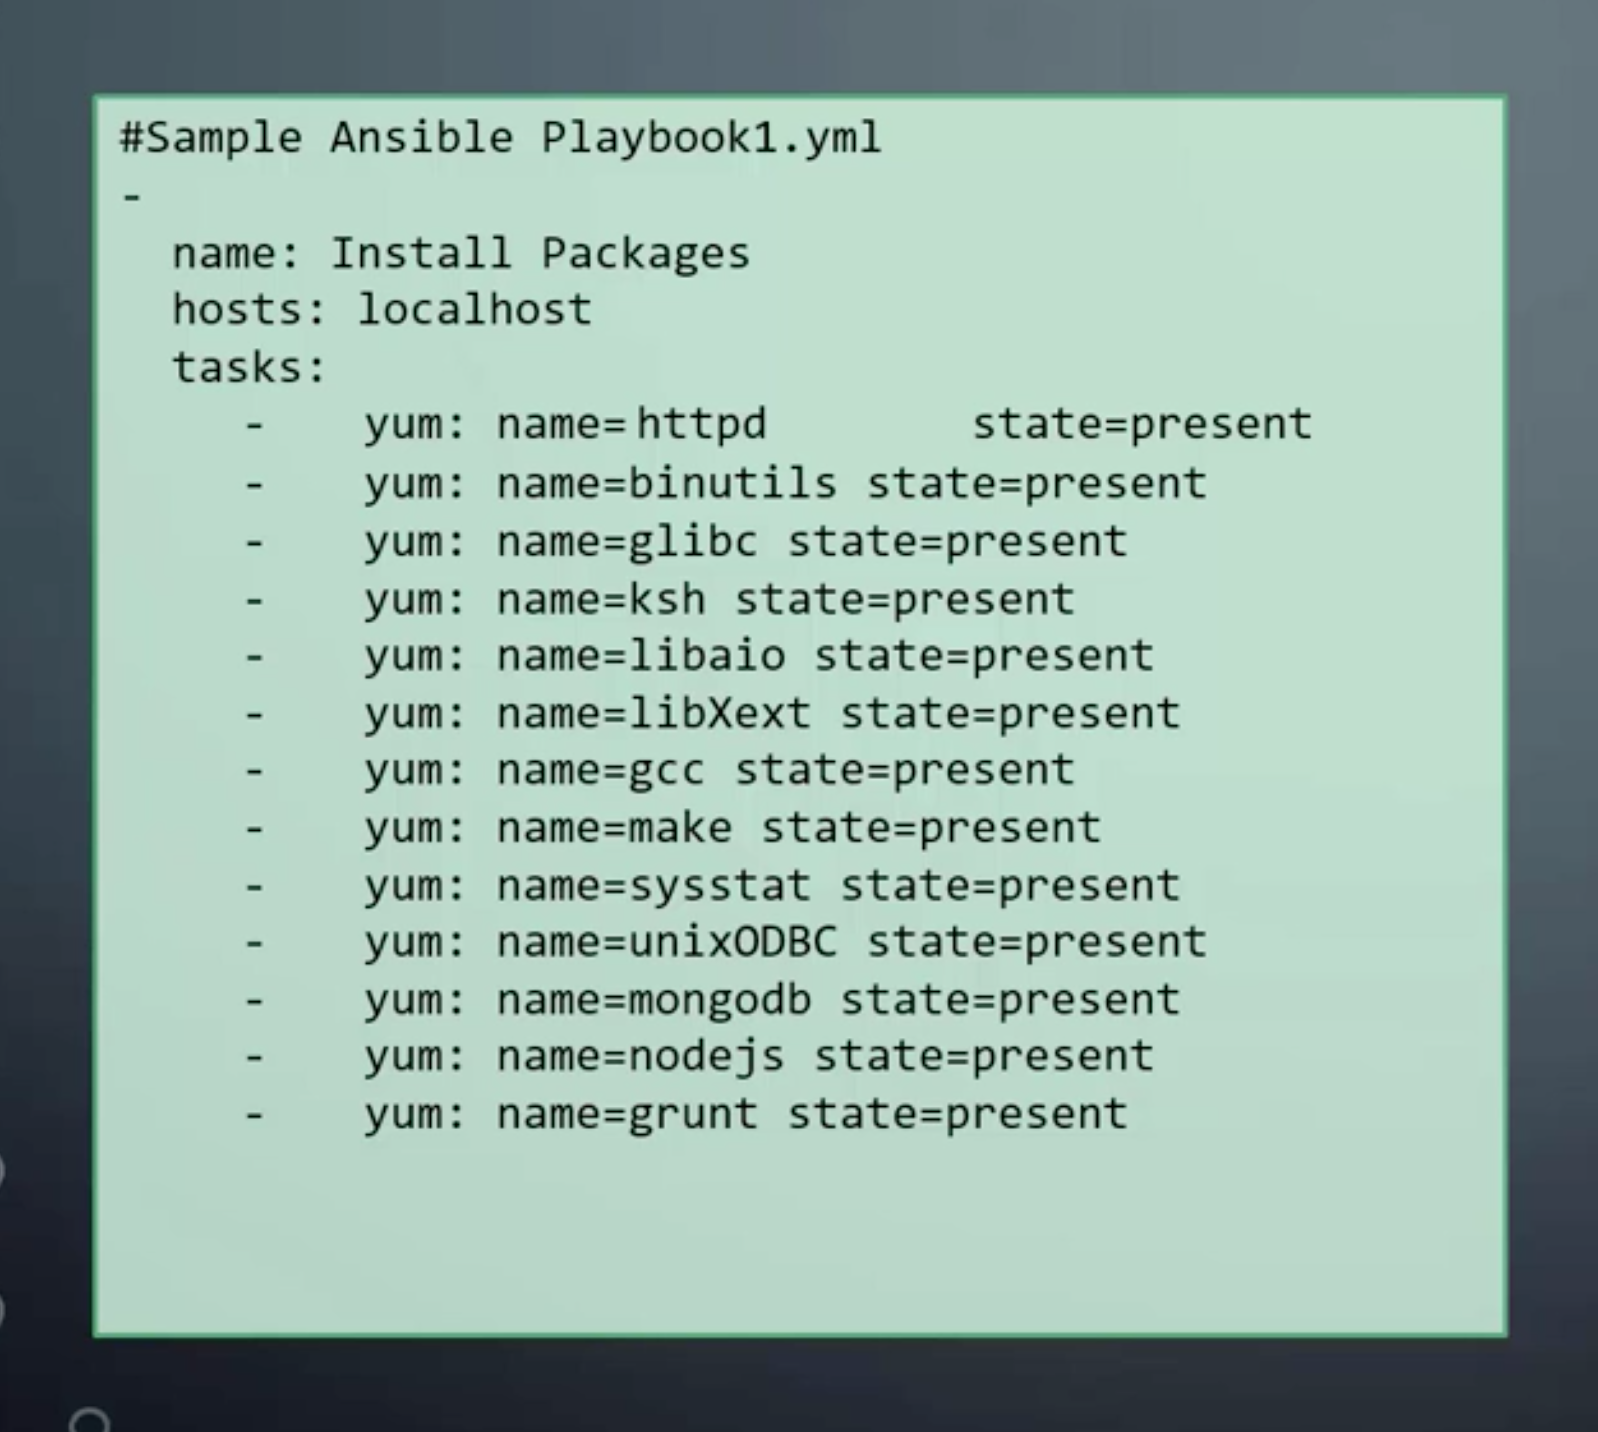 #Sample Ansible Playbook1.yml
-
name: Install Packages
hosts: localhost
tasks:
- yum: name=httpd state=present
- yum: name=binutils state=present
- yum: name=glibc state=present
- yum: name=ksh state=present
- yum: name=libaio state=present
- yum: name=libXext state=present
- yum: name=gcc state=present
- yum: name=make state=present
- yum: name=sysstat state=present
- yum: name=unixODBC state=present
- yum: name=mongodb state=present
- yum: name=nodejs state=present
- yum: name=grunt state=present